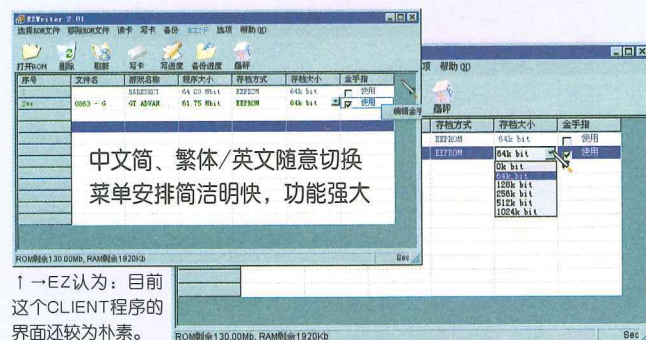 EZWriter 2.01
选择ROM文件 移除ROM文件 读卡 写卡 备份 选项 帮助(X)
打开ROM 删除 刷新 写卡 写进度 备份进度 爆秤
序号 文件名 游戏名称 程序大小 存档方式 存档大小 金手指
64.00 Mbit EEPROM 64k bit 使用
0063 - G GT ADVAN 61.75 Mbit EEPROM 64k bit 使用
编辑金手
中文简、繁体/英文随意切换
菜单安排简洁明快，功能强大
ROM剩余130.00Mb, RAM剩余1920Kb Sec
项 帮助(X)
存档方式 存档大小 金手指
EEPROM 64k bit 使用
EEPROM 64k bit 使用
0k bit
64k bit
128k bit
256k bit
512k bit
1024k bit
ROM剩余130.00Mb, RAM剩余1920Kb Sec
↑→EZ认为：目前
这个CLIENT程序的
界面还较为朴素。